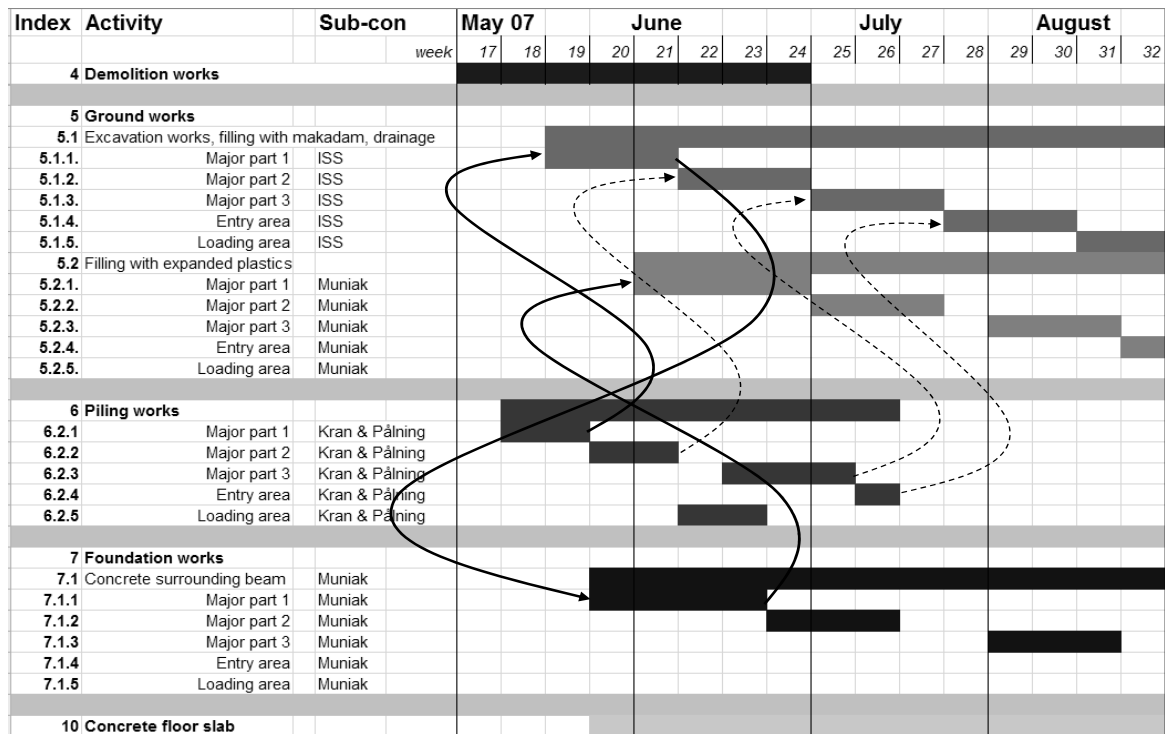 Index Activity Sub-con May 07 June July August
week 17 18 19 20 21 22 23 24 25 26 27 28 29 30 31 32
4 Demolition works
5 Ground works
5.1 Excavation works, filling with makadam, drainage
5.1.1. Major part 1 ISS
5.1.2. Major part 2 ISS
5.1.3. Major part 3 ISS
5.1.4. Entry area ISS
5.1.5. Loading area ISS
5.2 Filling with expanded plastics
5.2.1. Major part 1 Muniak
5.2.2. Major part 2 Muniak
5.2.3. Major part 3 Muniak
5.2.4. Entry area Muniak
5.2.5. Loading area Muniak
6 Piling works
6.2.1 Major part 1 Kran & Pålning
6.2.2 Major part 2 Kran & Pålning
6.2.3 Major part 3 Kran & Pålning
6.2.4 Entry area Kran & Pålning
6.2.5 Loading area Kran & Pålning
7 Foundation works
7.1 Concrete surrounding beam Muniak
7.1.1 Major part 1 Muniak
7.1.2 Major part 2 Muniak
7.1.3 Major part 3 Muniak
7.1.4 Entry area Muniak
7.1.5 Loading area Muniak
10 Concrete floor slab